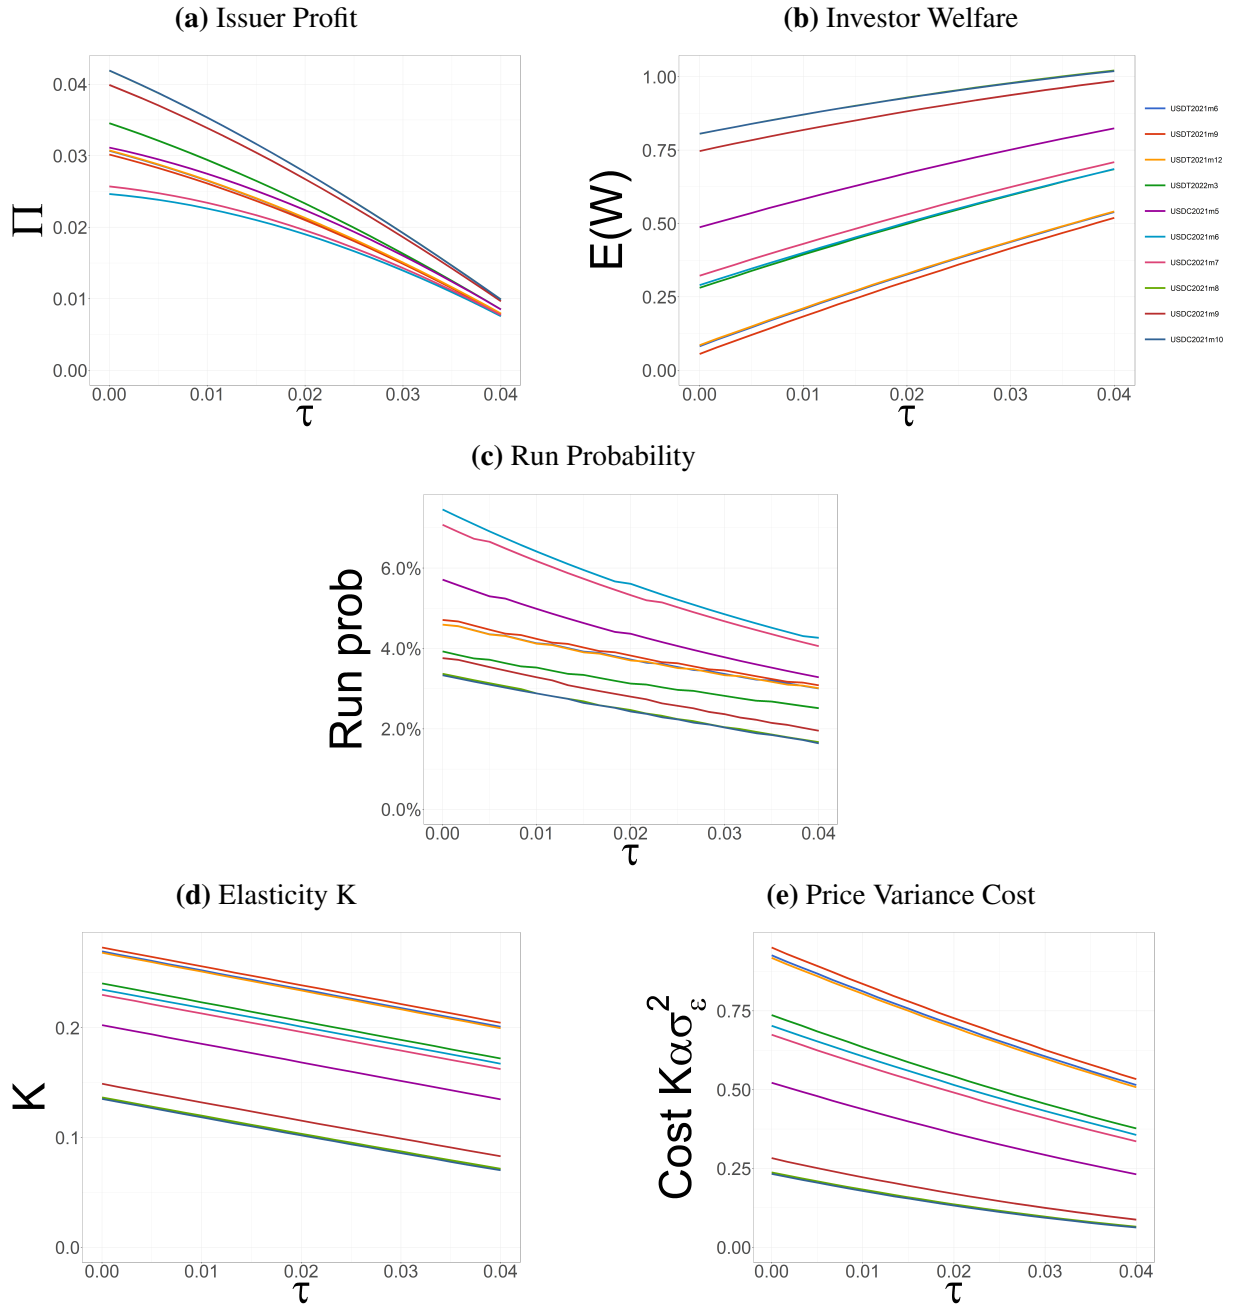 (a) Issuer Profit
(b) Investor Welfare
0.04
0.03
0.02
0.01
0.00
Π
0.00 0.01 0.02 0.03 0.04
τ
1.00
0.75
0.50
0.25
0.00
E(W)
0.00 0.01 0.02 0.03 0.04
τ
USDT2021m6
USDT2021m9
USDT2021m12
USDT2022m3
USDC2021m5
USDC2021m6
USDC2021m7
USDC2021m8
USDC2021m9
USDC2021m10
(c) Run Probability
6.0%
4.0%
2.0%
0.0%
Run prob
0.00 0.01 0.02 0.03 0.04
τ
(d) Elasticity K
(e) Price Variance Cost
0.2
0.1
0.0
K
0.00 0.01 0.02 0.03 0.04
τ
0.75
0.50
0.25
0.00
Cost Kασ²ε
0.00 0.01 0.02 0.03 0.04
τ